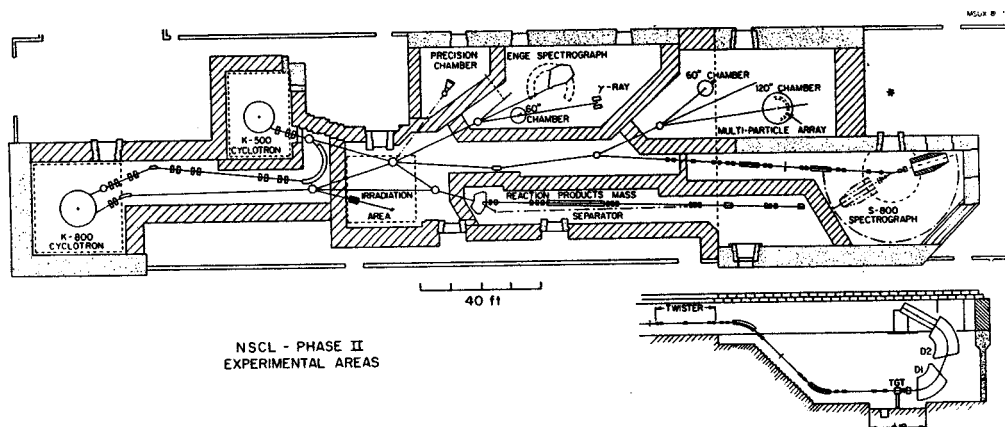 PRECISION
CHAMBER
ENGE SPECTROGRAPH
γ-RAY
60" CHAMBER
60"
CHAMBER
120" CHAMBER
MULTI-PARTICLE ARRAY
K-500
CYCLOTRON
K-800
CYCLOTRON
IRRADIATION
AREA
REACTION PRODUCTS MASS
SEPARATOR
S-800
SPECTROGRAPH
40 ft
NSCL - PHASE II
EXPERIMENTAL AREAS
TWISTER
D2
D1
TGT